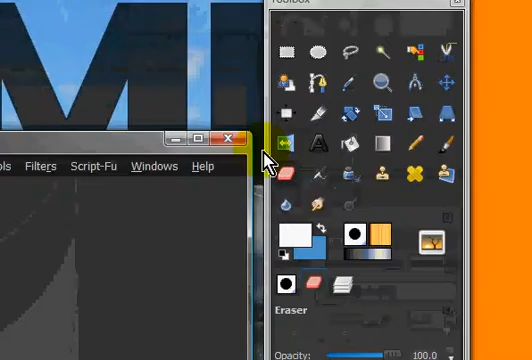 Toolbox
M
ols Filters Script-Fu Windows Help
Eraser
Opacity: 100.0